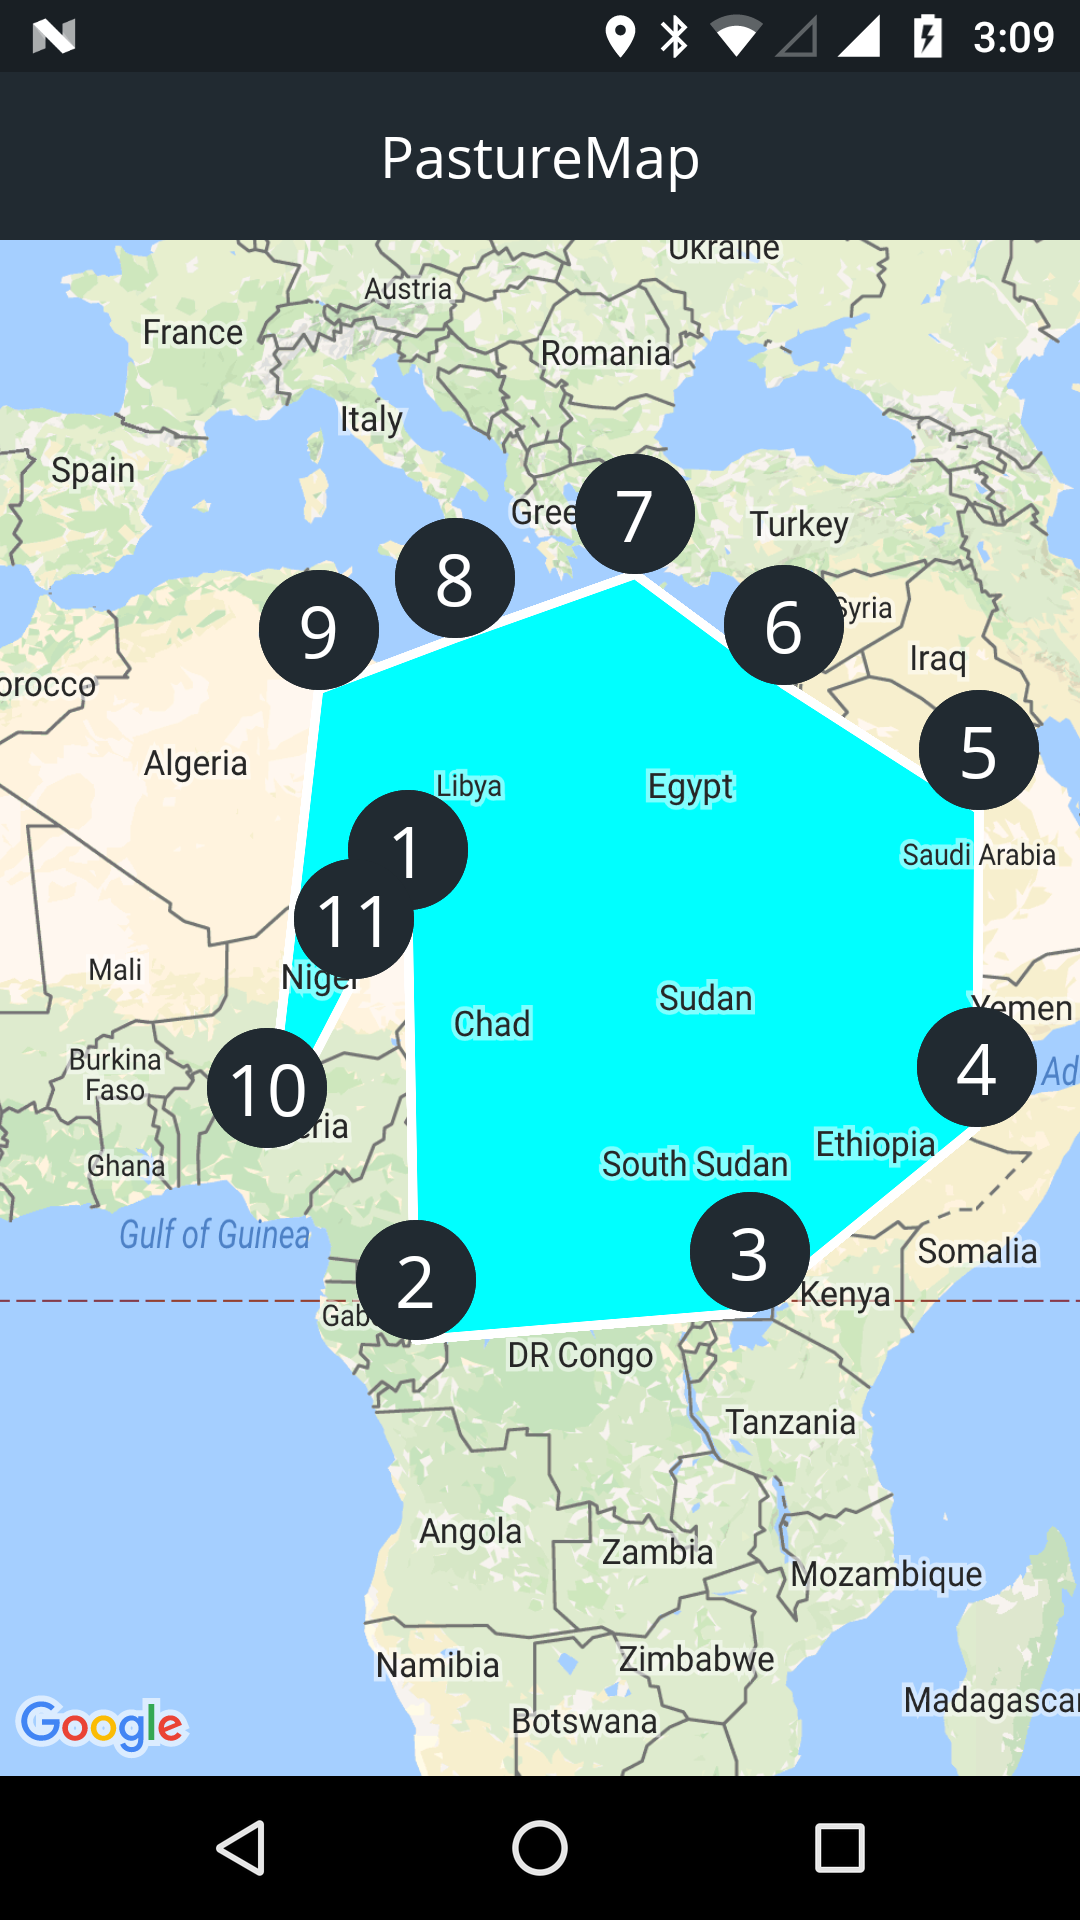 3:09
PastureMap
Ukraine
Austria
France
Romania
Italy
Spain
Gree
7
Turkey
8
9
6
Syria
Iraq
orocco
5
Algeria
Libya
Egypt
1
Saudi Arabia
11
Mali
Niger
Sudan
Yemen
Chad
Burkina
Faso
10
4
Ad
eria
Ethiopia
Ghana
South Sudan
Gulf of Guinea
3
Somalia
2
Kenya
Gab
DR Congo
Tanzania
Angola
Zambia
Mozambique
Namibia
Zimbabwe
Madagascar
Google
Botswana